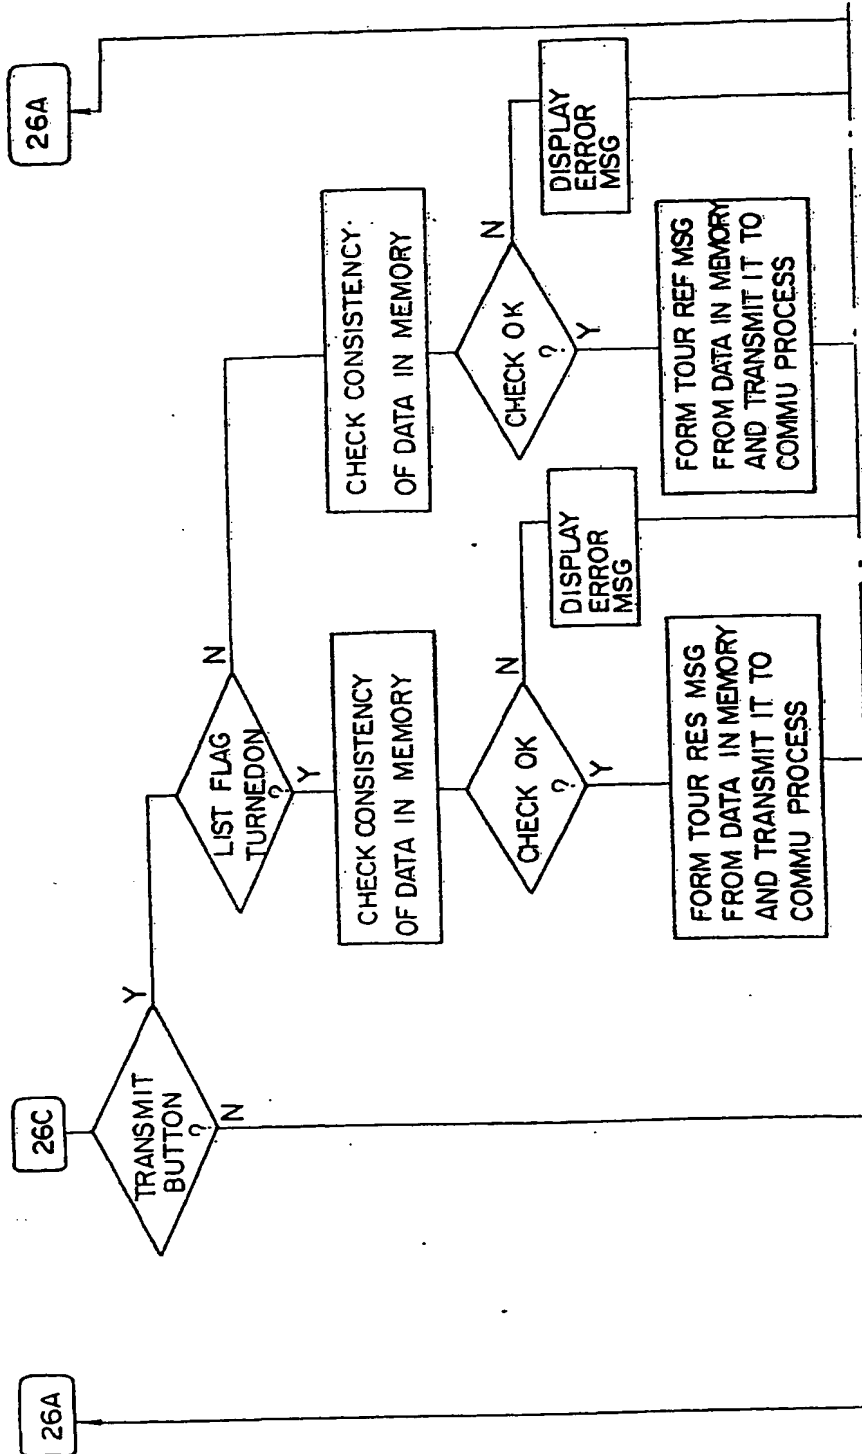 26A
26C
26A
TRANSMIT
BUTTON
?
Y
N
LIST FLAG
TURNEDON
?
N
Y
CHECK CONSISTENCY
OF DATA IN MEMORY
CHECK CONSISTENCY
OF DATA IN MEMORY
CHECK OK
?
N
Y
CHECK OK
?
N
Y
DISPLAY
ERROR
MSG
DISPLAY
ERROR
MSG
FORM TOUR RES MSG
FROM DATA IN MEMORY
AND TRANSMIT IT TO
COMMU PROCESS
FORM TOUR REF MSG
FROM DATA IN MEMORY
AND TRANSMIT IT TO
COMMU PROCESS